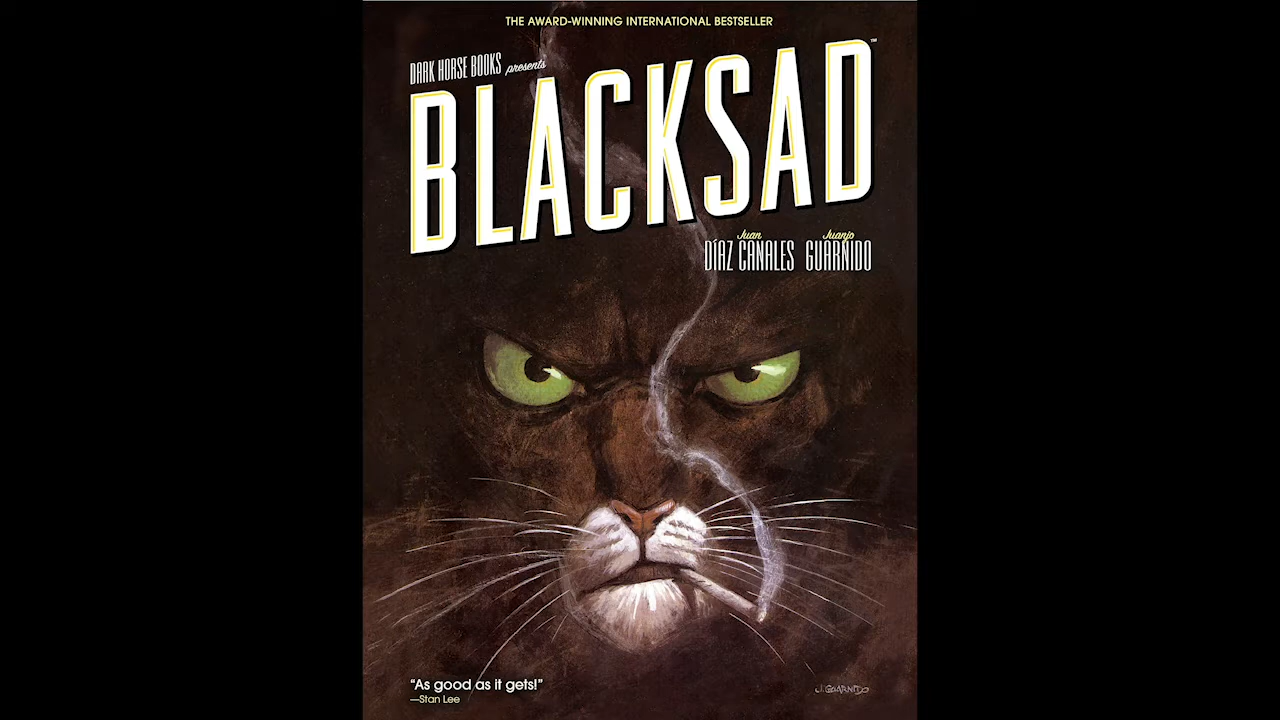 THE AWARD-WINNING INTERNATIONAL BESTSELLER
DARK HORSE BOOKS presents
BLACKSAD™
Juan Juanjo
DÍAZ CANALES GUARNIDO
"As good as it gets!"
—Stan Lee
J. GUARNIDO